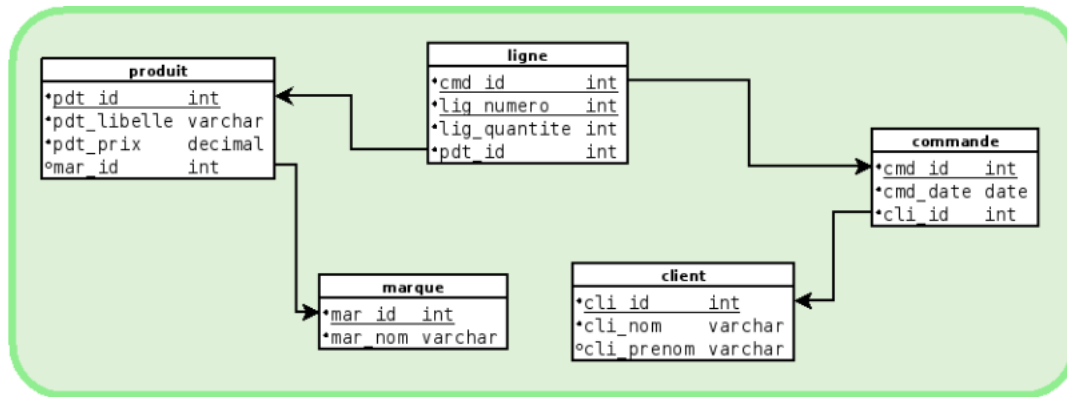 produit
pdt_id int
pdt_libelle varchar
pdt_prix decimal
mar_id int
ligne
cmd_id int
lig_numero int
lig_quantite int
pdt_id int
commande
cmd_id int
cmd_date date
cli_id int
marque
mar_id int
mar_nom varchar
client
cli_id int
cli_nom varchar
cli_prenom varchar